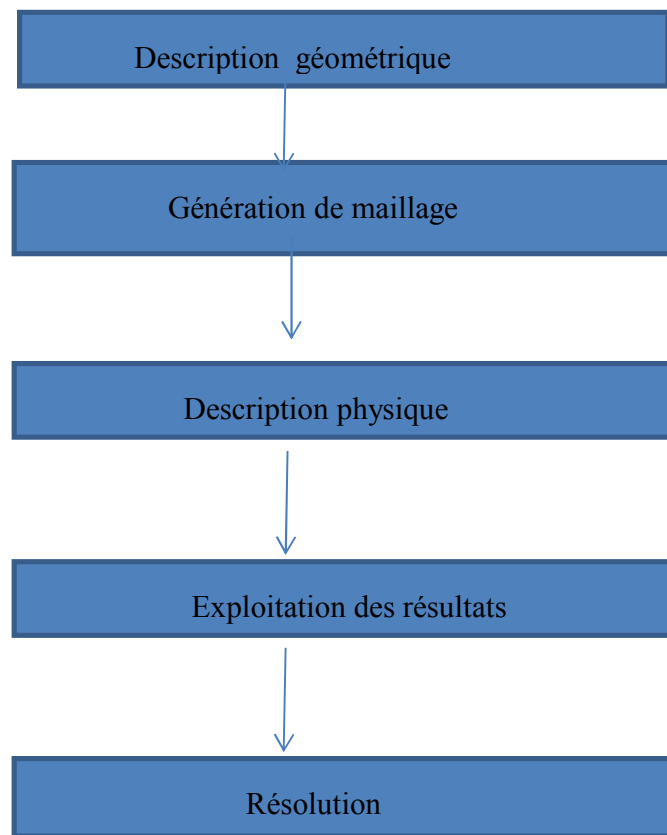 Description géométrique
Génération de maillage
Description physique
Exploitation des résultats
Résolution